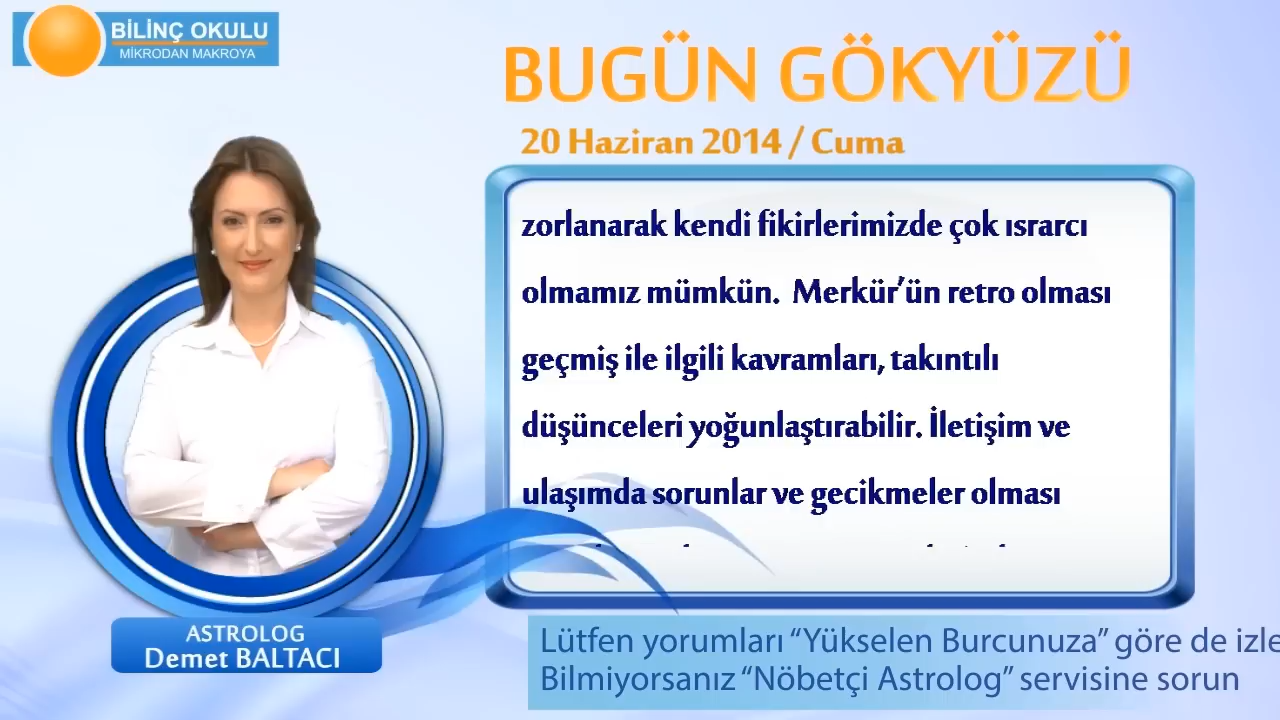 BİLİNÇ OKULU
MİKRODAN MAKROYA
BUGÜN GÖKYÜZÜ
20 Haziran 2014 / Cuma
zorlanarak kendi fikirlerimizde çok ısrarcı
olmamız mümkün. Merkür’ün retro olması
geçmiş ile ilgili kavramları, takıntılı
düşünceleri yoğunlaştırabilir. İletişim ve
ulaşımda sorunlar ve gecikmeler olması
ASTROLOG
Demet BALTACI
Lütfen yorumları “Yükselen Burcunuza” göre de izle
Bilmiyorsanız “Nöbetçi Astrolog” servisine sorun